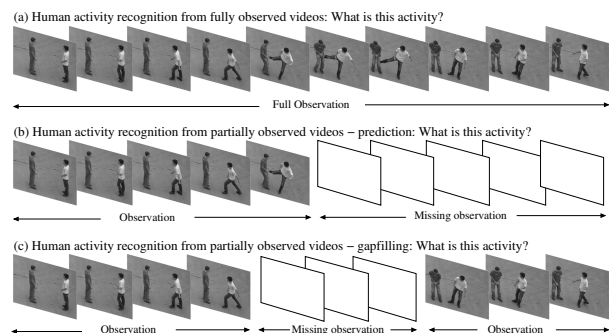 (a) Human activity recognition from fully observed videos: What is this activity?
Full Observation
(b) Human activity recognition from partially observed videos − prediction: What is this activity?
Observation Missing observation
(c) Human activity recognition from partially observed videos − gapfilling: What is this activity?
Observation Missing observation Observation